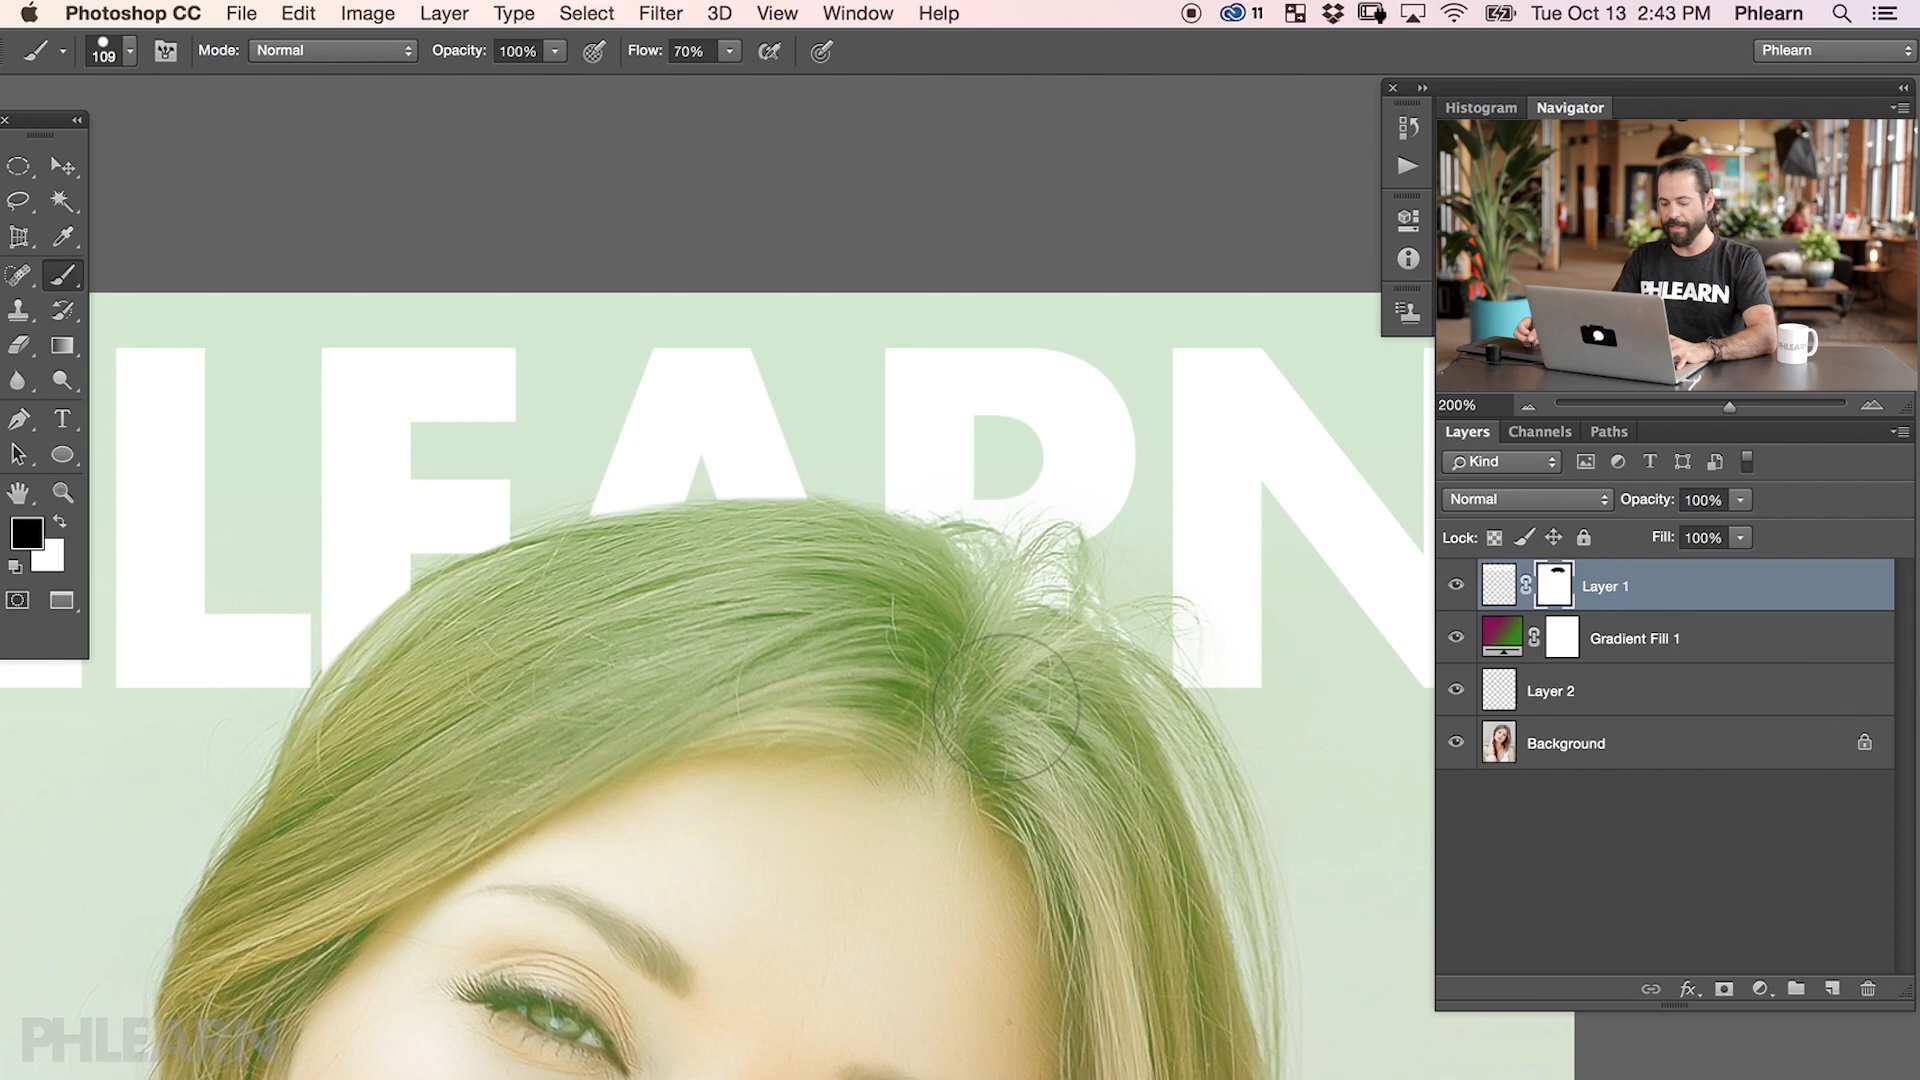 Photoshop CC File Edit Image Layer Type Select Filter 3D View Window Help 11 Tue Oct 13 2:43 PM Phlearn
109 Mode: Normal Opacity: 100% Flow: 70% Phlearn
Histogram Navigator
PHLEARN
PHLEARN
200%
Layers Channels Paths
Kind
Normal Opacity: 100%
Lock: Fill: 100%
Layer 1
Gradient Fill 1
Layer 2
Background
LEARN
T
PHLEARN